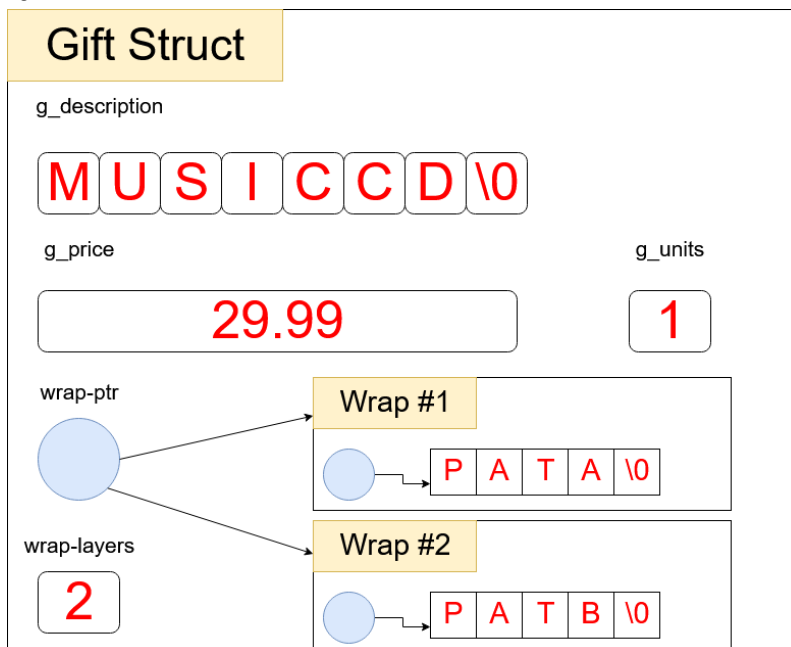 Gift Struct
g_description
M U S I C C D \0
g_price g_units
29.99 1
wrap-ptr
Wrap #1
P A T A \0
wrap-layers
Wrap #2
2
P A T B \0